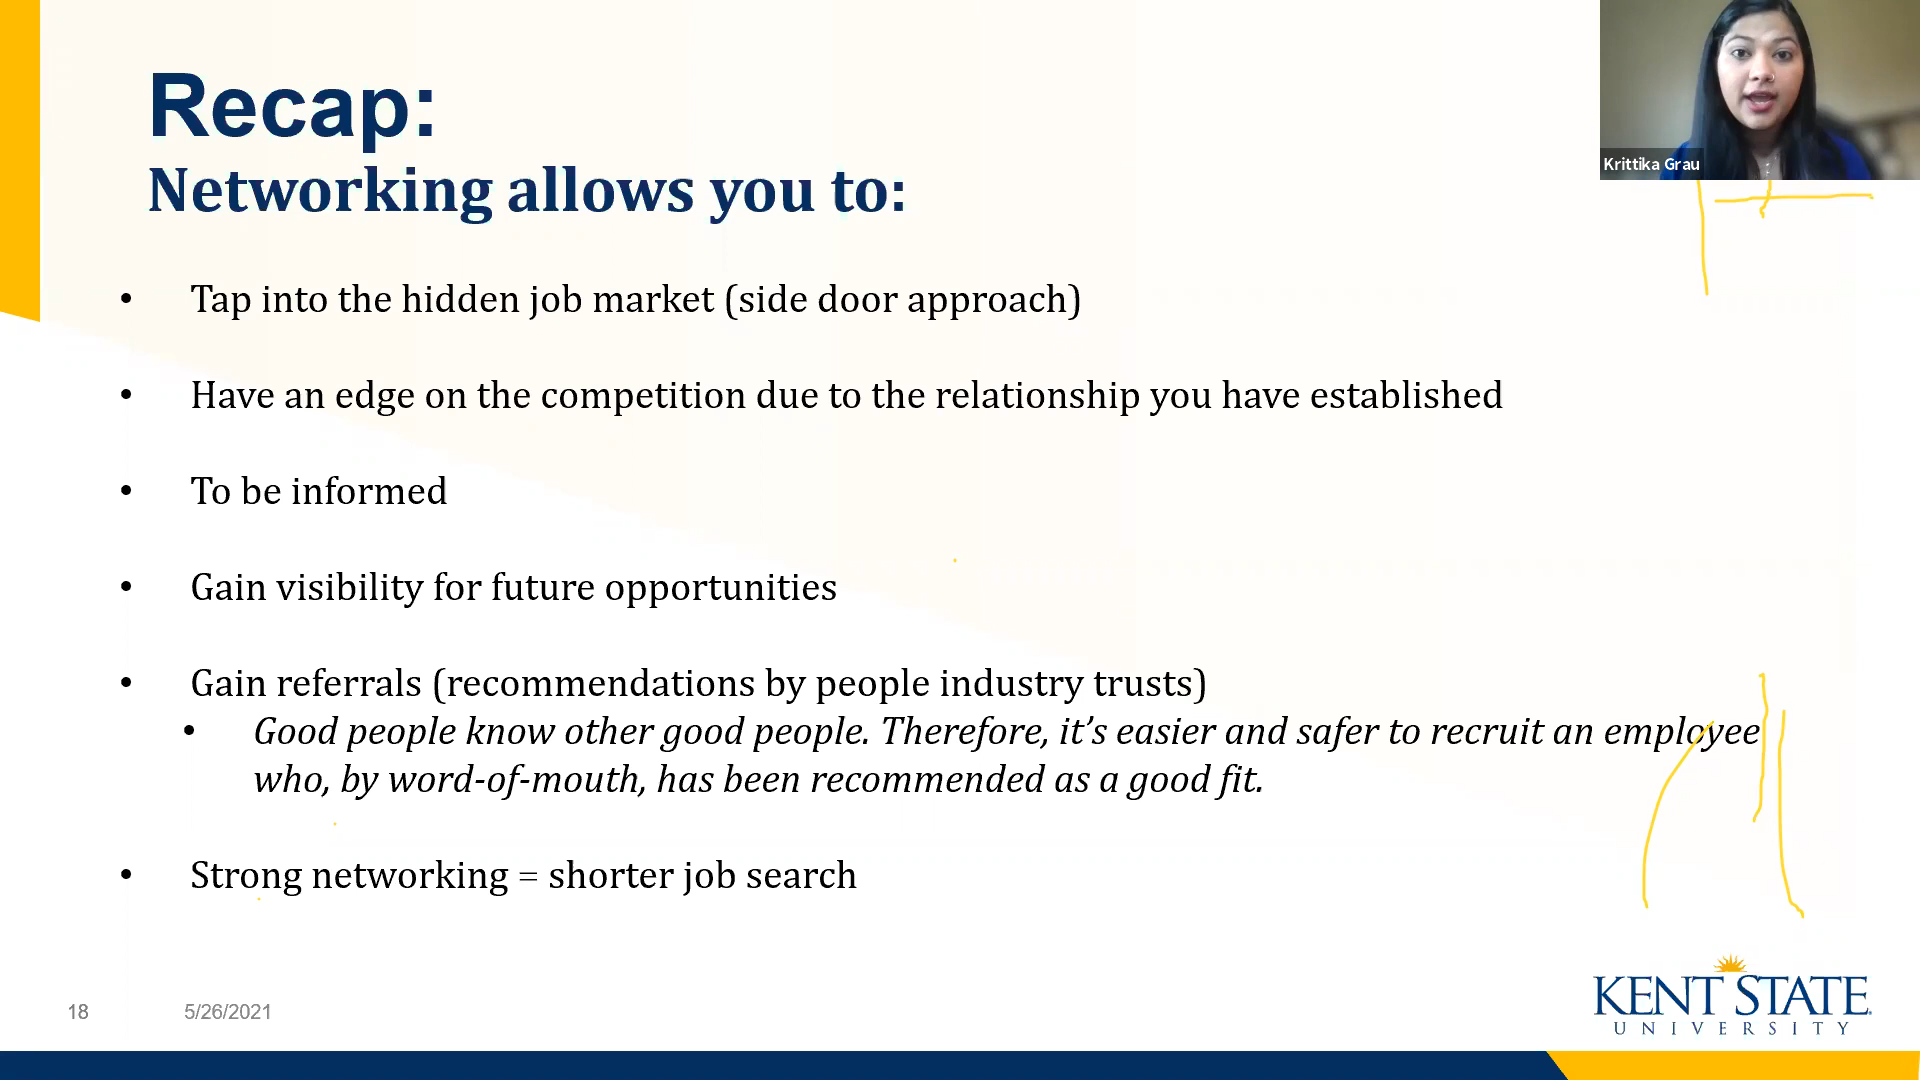 Recap:
Networking allows you to:
Krittika Grau
• Tap into the hidden job market (side door approach)
• Have an edge on the competition due to the relationship you have established
• To be informed
• Gain visibility for future opportunities
• Gain referrals (recommendations by people industry trusts)
• Good people know other good people. Therefore, it’s easier and safer to recruit an employee
who, by word-of-mouth, has been recommended as a good fit.
• Strong networking = shorter job search
18 5/26/2021
KENT STATE
UNIVERSITY